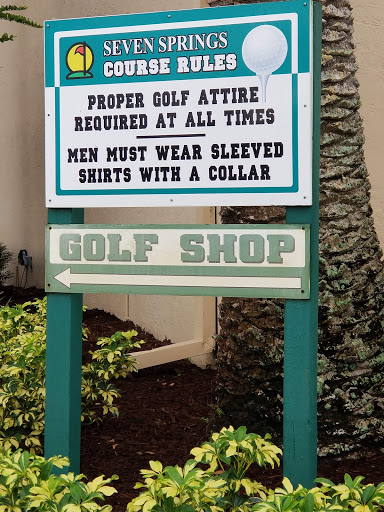 SEVEN SPRINGS
COURSE RULES
PROPER GOLF ATTIRE
REQUIRED AT ALL TIMES
MEN MUST WEAR SLEEVED
SHIRTS WITH A COLLAR
GOLF SHOP